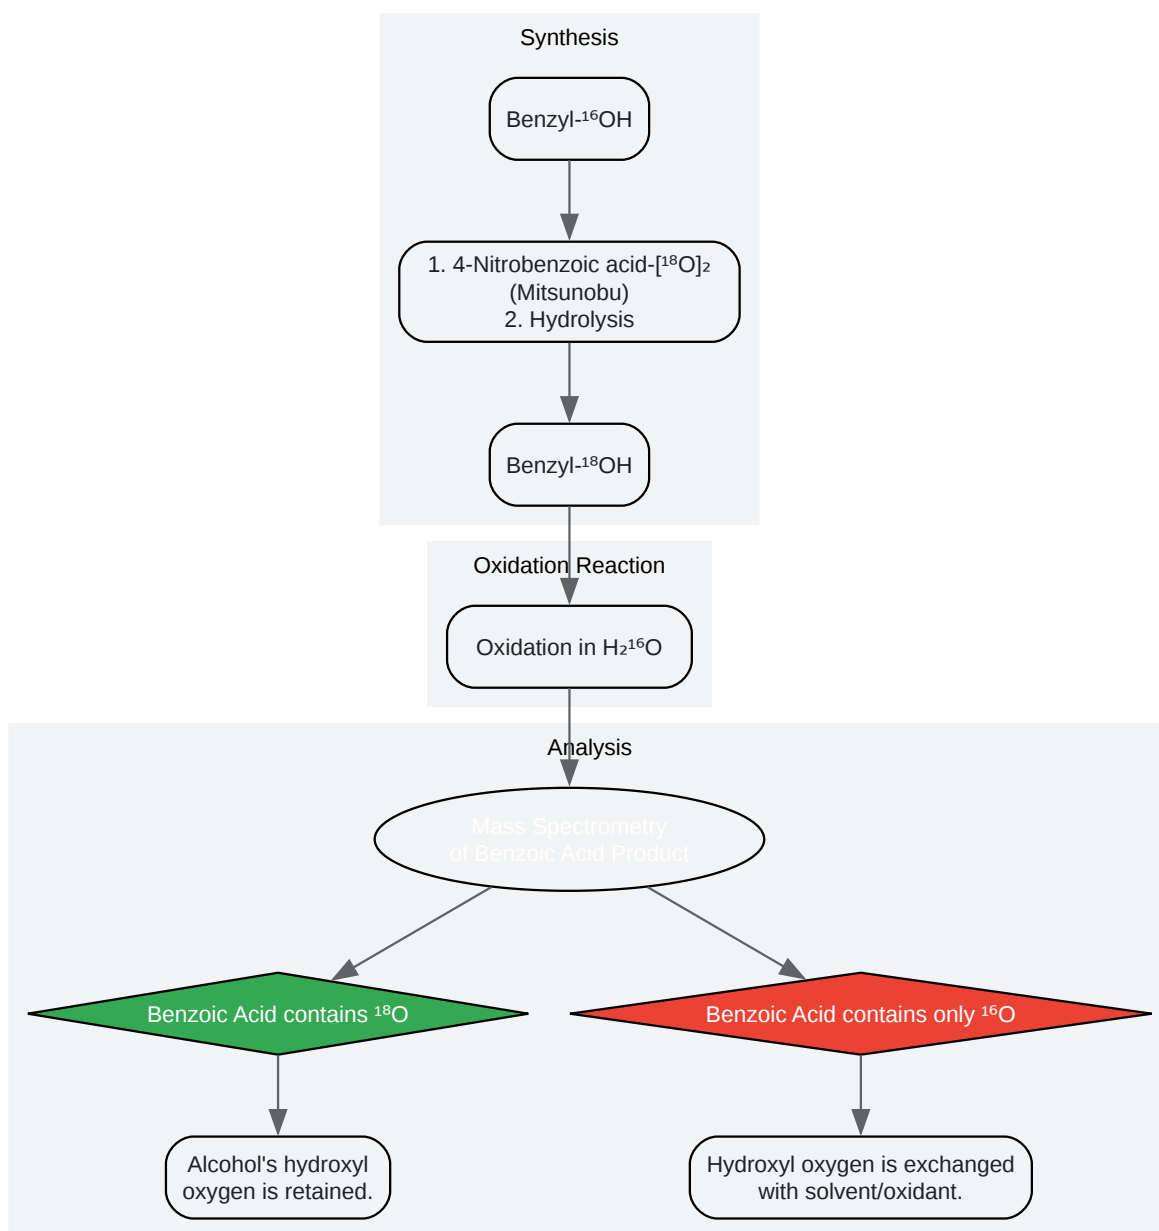 Synthesis
Benzyl-¹⁶OH
1. 4-Nitrobenzoic acid-[¹⁸O]₂
(Mitsunobu)
2. Hydrolysis
Benzyl-¹⁸OH
Oxidation Reaction
Oxidation in H₂¹⁶O
Analysis
Mass Spectrometry
of Benzoic Acid Product
Benzoic Acid contains ¹⁸O
Benzoic Acid contains only ¹⁶O
Alcohol's hydroxyl
oxygen is retained.
Hydroxyl oxygen is exchanged
with solvent/oxidant.